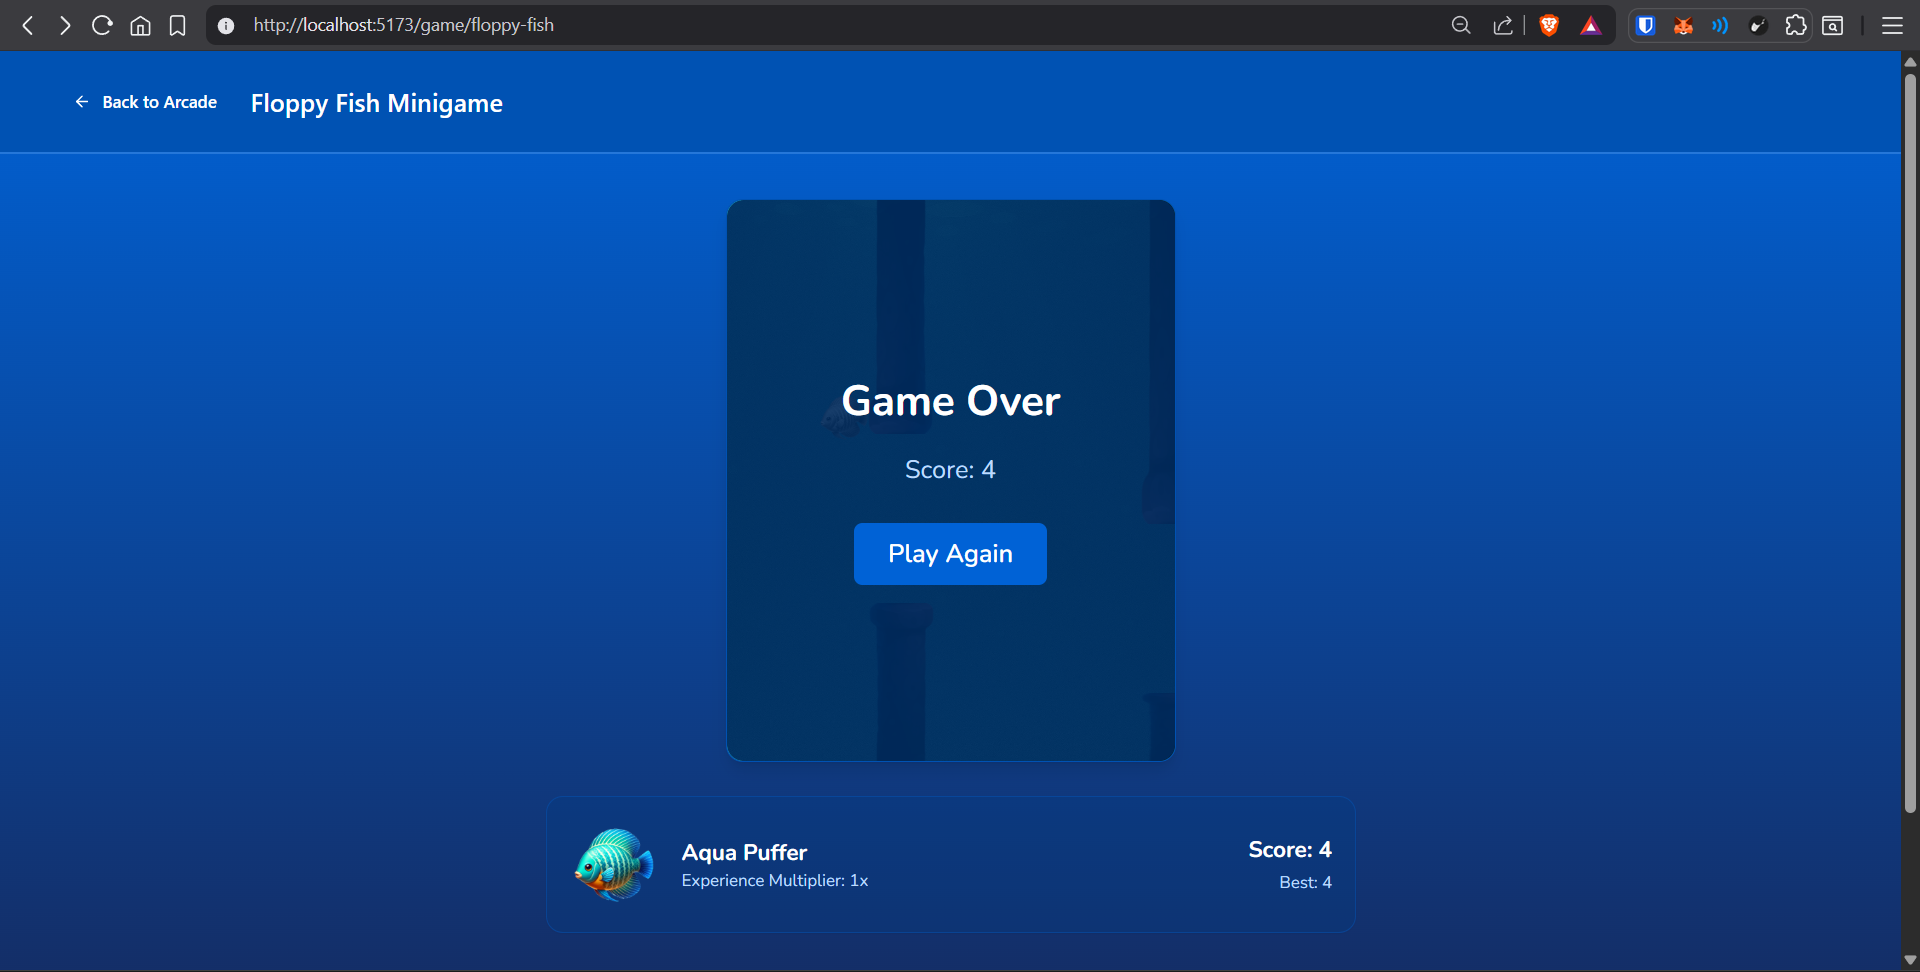 http://localhost:5173/game/floppy-fish
Back to Arcade
Floppy Fish Minigame
Game Over
Score: 4
Play Again
Aqua Puffer
Experience Multiplier: 1x
Score: 4
Best: 4